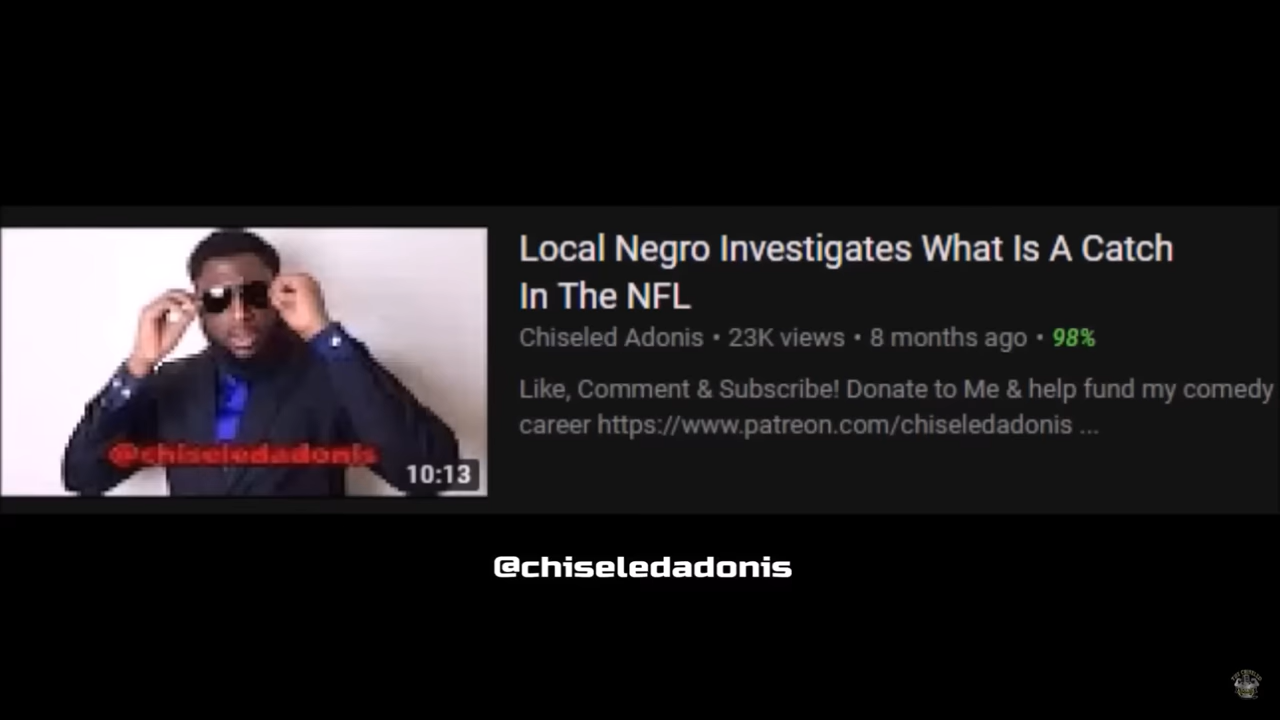 Local Negro Investigates What Is A Catch
In The NFL
Chiseled Adonis • 23K views • 8 months ago • 98%
Like, Comment & Subscribe! Donate to Me & help fund my comedy
career https://www.patreon.com/chiseledadonis ...
@chiseledadonis
10:13
@chiseledadonis